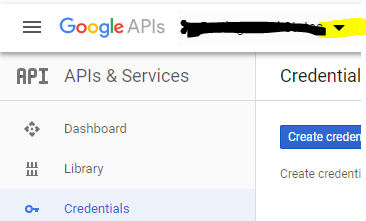 Google APIs
API APIs & Services
Credential
Dashboard
Create creden
Library
Create credenti
Credentials